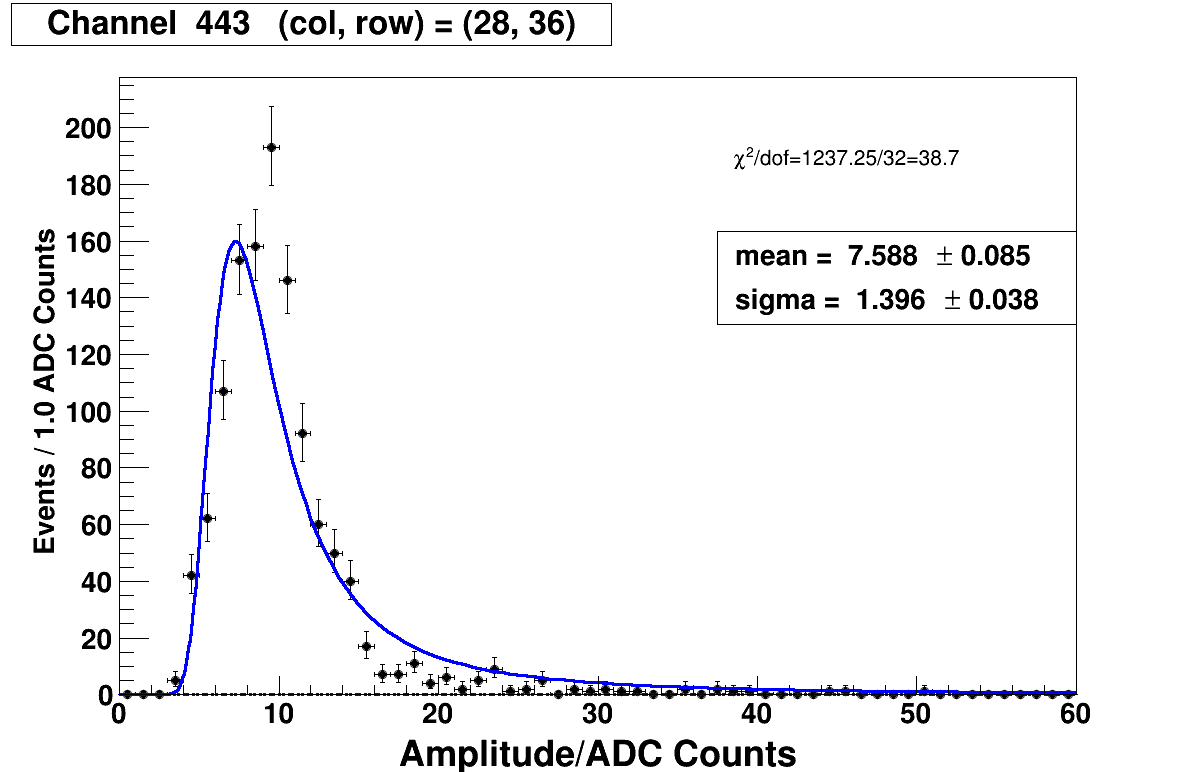 Channel 443 (col, row) = (28, 36)
χ²/dof=1237.25/32=38.7
mean = 7.588 ± 0.085
sigma = 1.396 ± 0.038
Events / 1.0 ADC Counts
200
180
160
140
120
100
80
60
40
20
0
0 10 20 30 40 50 60
Amplitude/ADC Counts